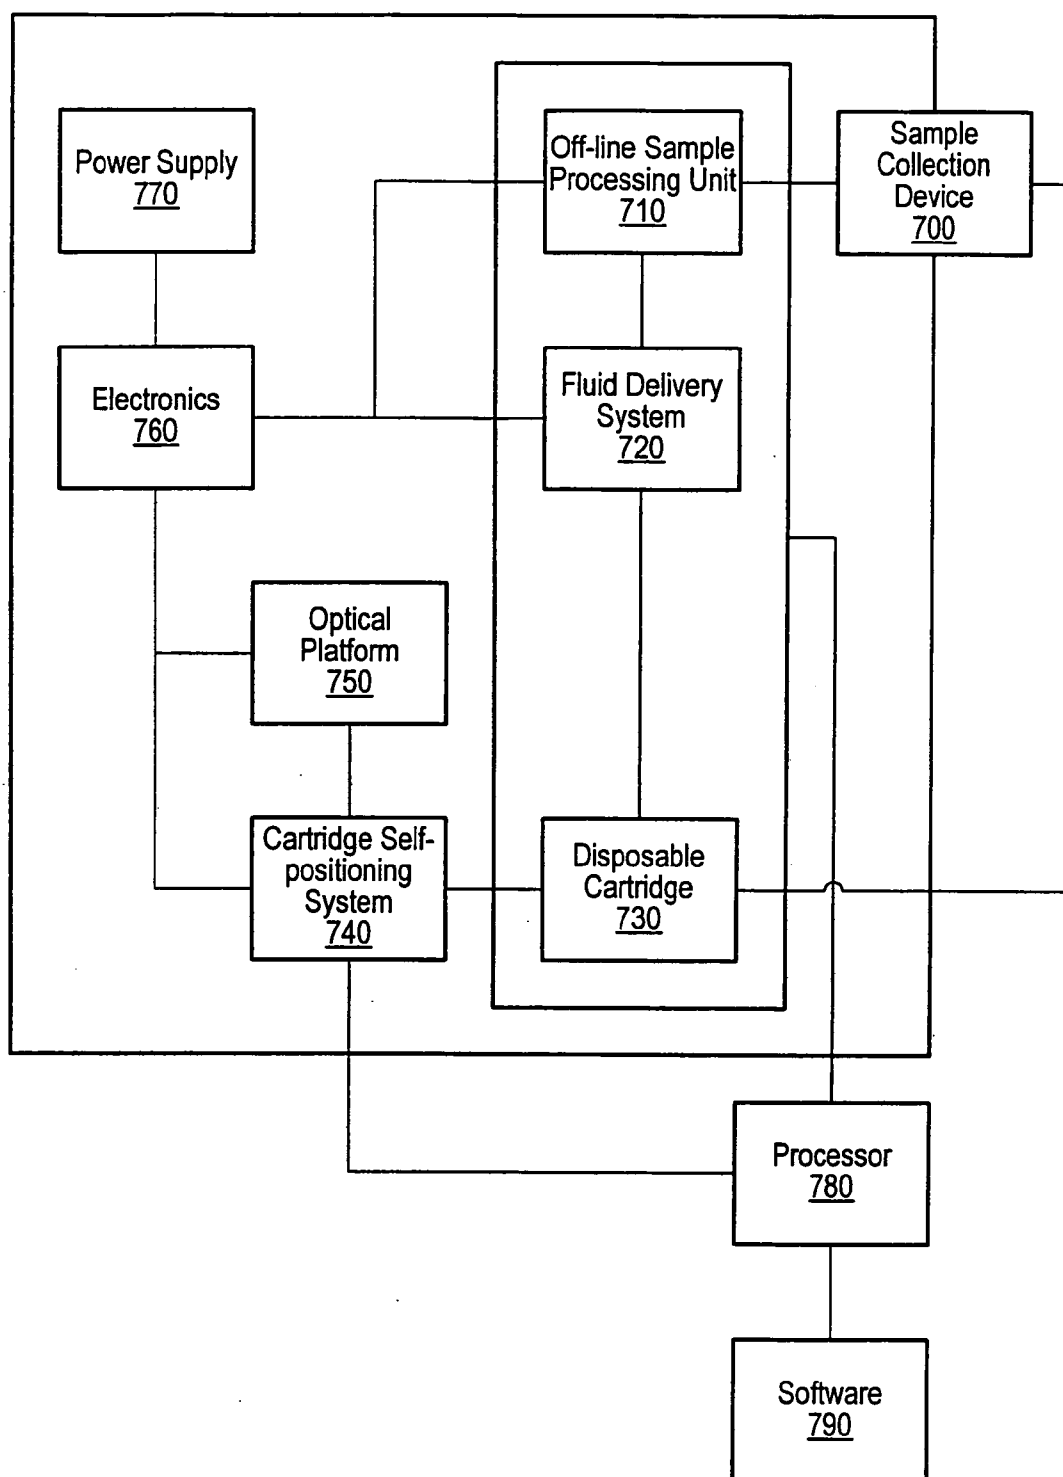 Power Supply
770
Off-line Sample
Processing Unit
710
Sample
Collection
Device
700
Electronics
760
Fluid Delivery
System
720
Optical
Platform
750
Cartridge Self-
positioning
System
740
Disposable
Cartridge
730
Processor
780
Software
790